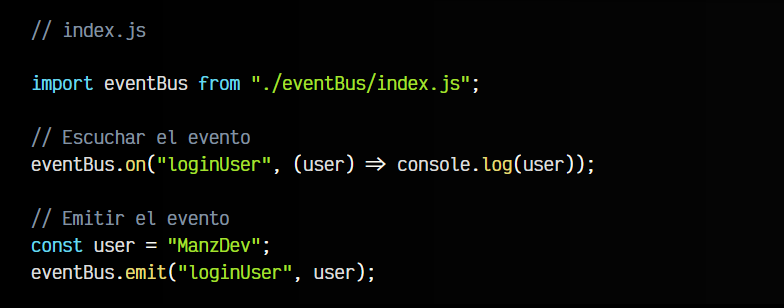 // index.js
import eventBus from "./eventBus/index.js";
// Escuchar el evento
eventBus.on("loginUser", (user) => console.log(user));
// Emitir el evento
const user = "ManzDev";
eventBus.emit("loginUser", user);